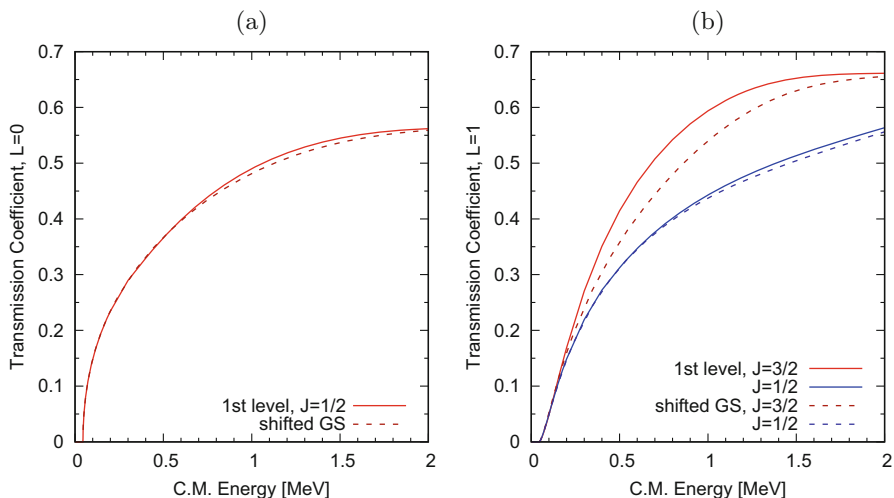 (a)
0.7
0.6
0.5
0.4
0.3
0.2
0.1
0
Transmission Coefficient, L=0
1st level, J=1/2
shifted GS
0 0.5 1 1.5 2
C.M. Energy [MeV]
(b)
0.7
0.6
0.5
0.4
0.3
0.2
0.1
0
Transmission Coefficient, L=1
1st level, J=3/2
J=1/2
shifted GS, J=3/2
J=1/2
0 0.5 1 1.5 2
C.M. Energy [MeV]